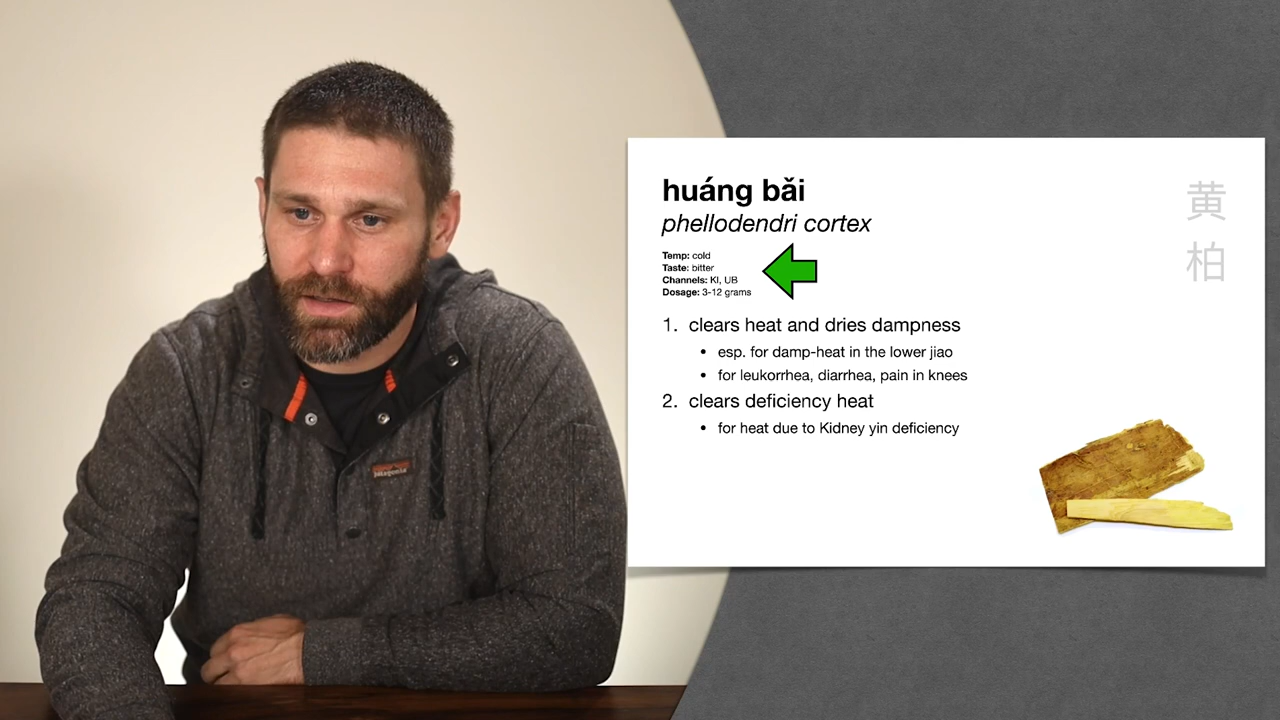 huáng bǎi
phellodendri cortex
Temp: cold
Taste: bitter
Channels: KI, UB
Dosage: 3-12 grams
1. clears heat and dries dampness
• esp. for damp-heat in the lower jiao
• for leukorrhea, diarrhea, pain in knees
2. clears deficiency heat
• for heat due to Kidney yin deficiency
黄
柏
patagonia